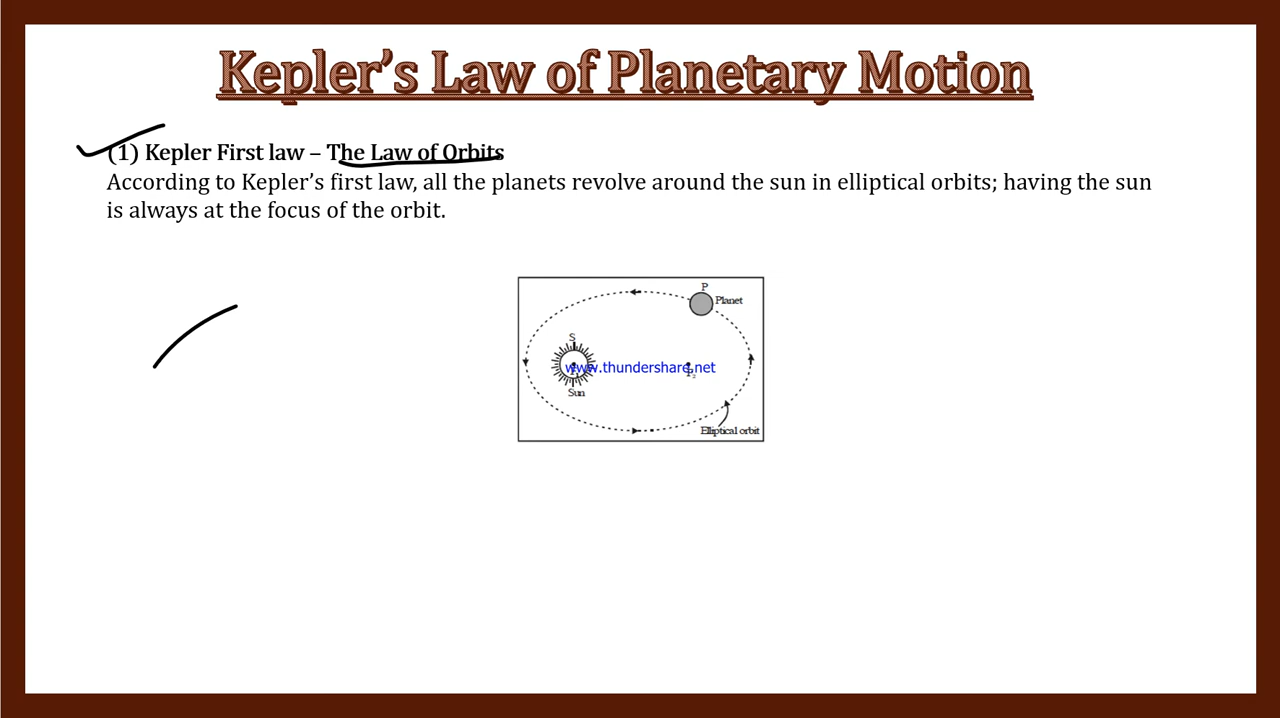 Kepler's Law of Planetary Motion
(1) Kepler First law – The Law of Orbits
According to Kepler's first law, all the planets revolve around the sun in elliptical orbits; having the sun
is always at the focus of the orbit.
P
Planet
S
www.thundershare.net
Sun
Elliptical orbit